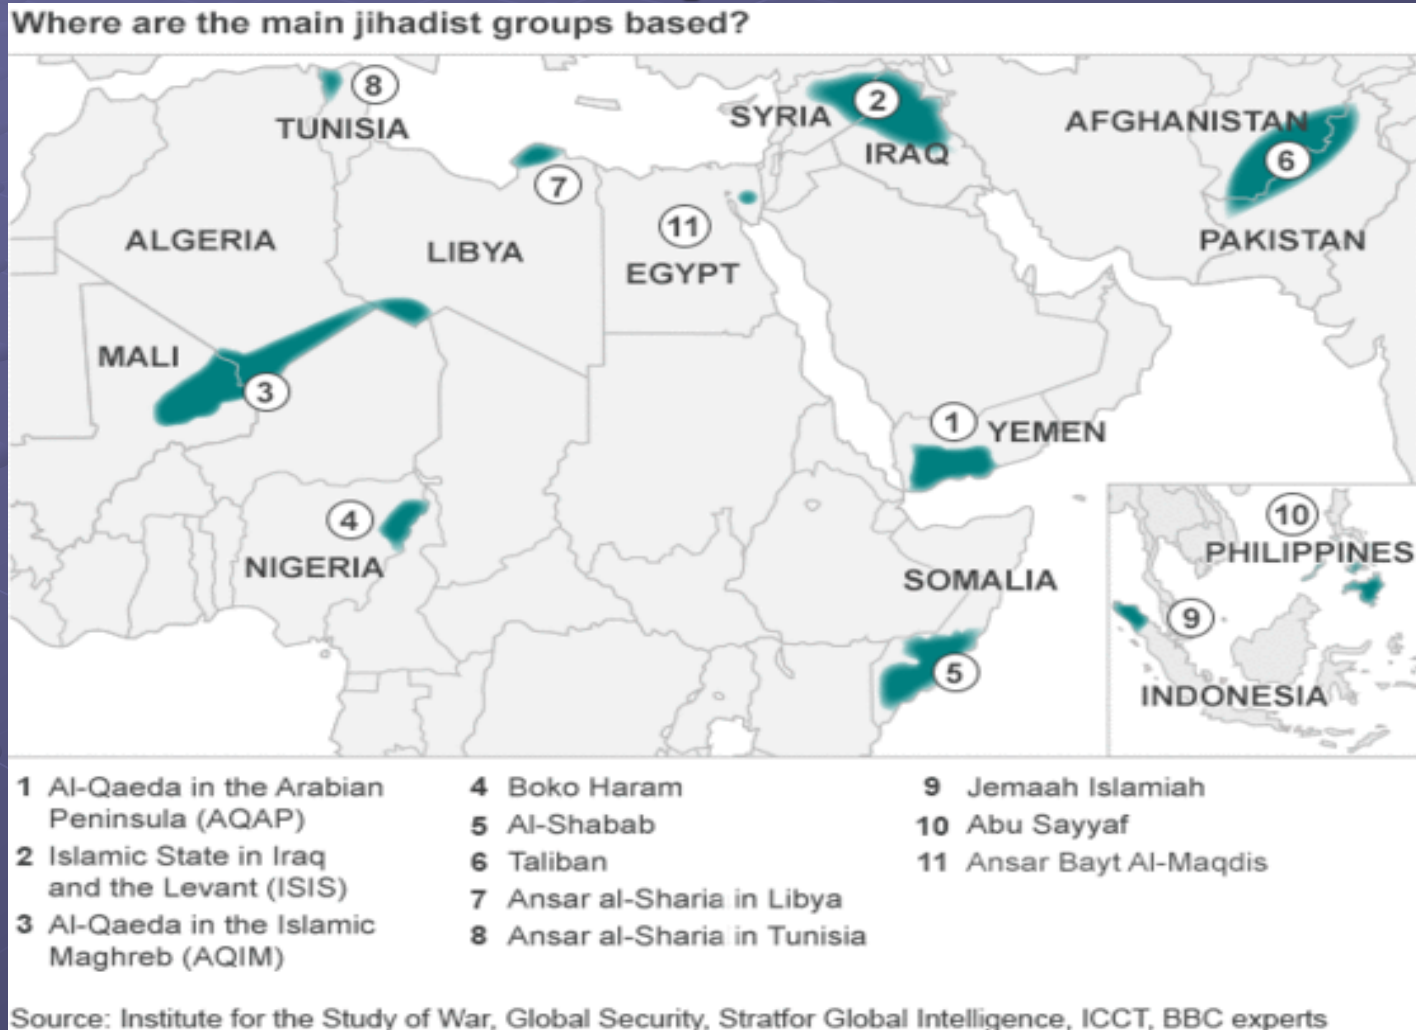 Where are the main jihadist groups based?
8
TUNISIA
SYRIA
2
IRAQ
AFGHANISTAN
6
PAKISTAN
7
ALGERIA
LIBYA
11
EGYPT
MALI
3
1
YEMEN
4
NIGERIA
SOMALIA
5
10
PHILIPPINES
9
INDONESIA
1 Al-Qaeda in the Arabian
Peninsula (AQAP)
2 Islamic State in Iraq
and the Levant (ISIS)
3 Al-Qaeda in the Islamic
Maghreb (AQIM)
4 Boko Haram
5 Al-Shabab
6 Taliban
7 Ansar al-Sharia in Libya
8 Ansar al-Sharia in Tunisia
9 Jemaah Islamiah
10 Abu Sayyaf
11 Ansar Bayt Al-Maqdis
Source: Institute for the Study of War, Global Security, Stratfor Global Intelligence, ICCT, BBC experts